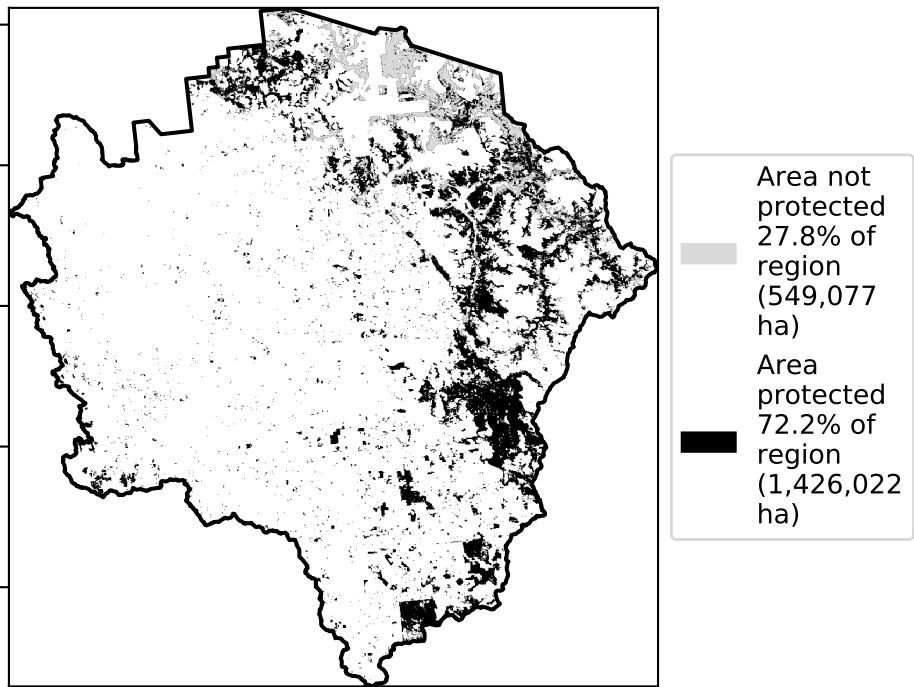 Area not
protected
27.8% of
region
(549,077
ha)
Area
protected
72.2% of
region
(1,426,022
ha)